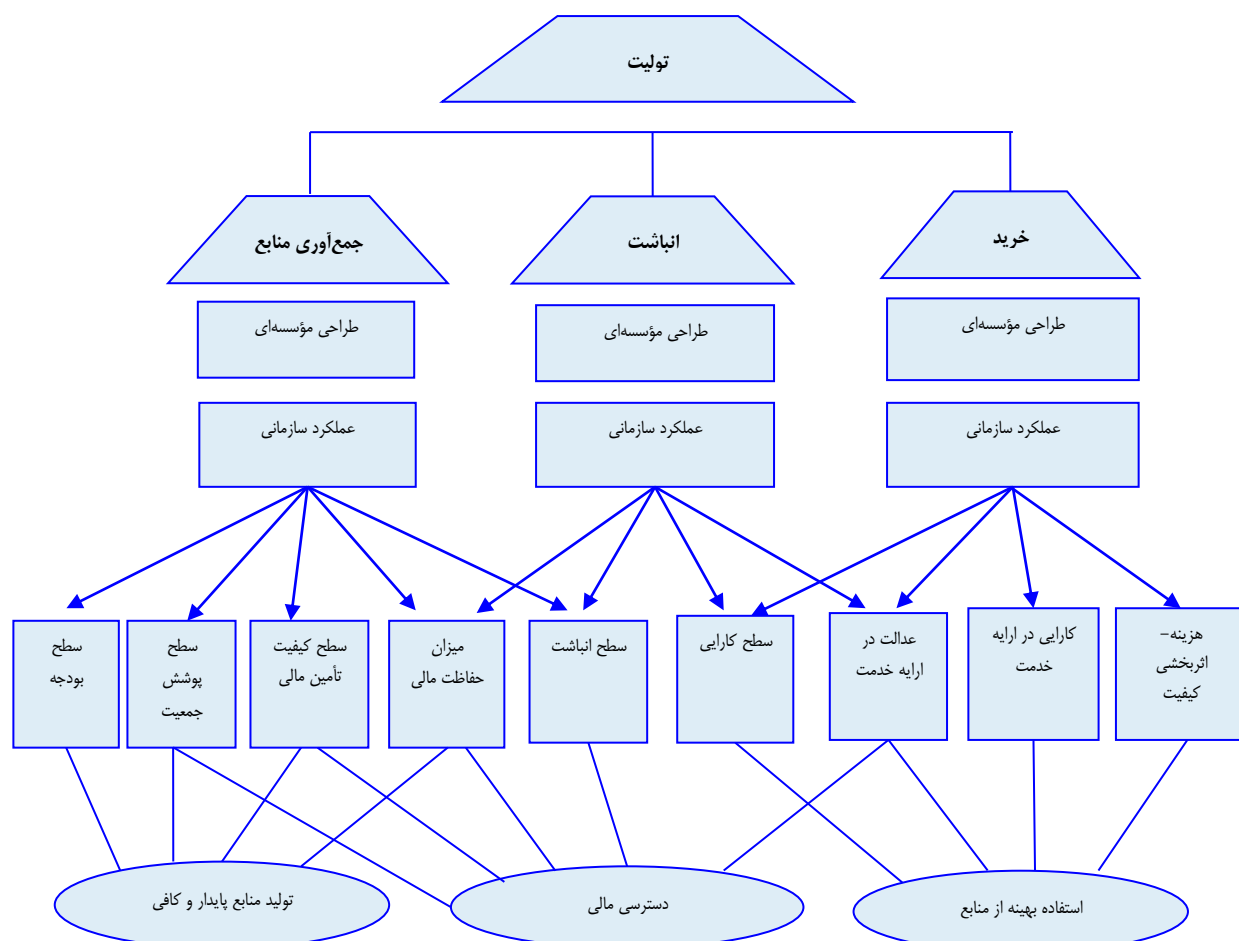 تولیت
خرید
انباشت
جمع‌آوری منابع
طراحی مؤسسه‌ای
طراحی مؤسسه‌ای
طراحی مؤسسه‌ای
عملکرد سازمانی
عملکرد سازمانی
عملکرد سازمانی
هزینه–
اثربخشی
کیفیت
کارایی در ارایه
خدمت
عدالت در
ارایه خدمت
سطح کارایی
سطح انباشت
میزان
حفاظت مالی
سطح کیفیت
تأمین مالی
سطح
پوشش
جمعیت
سطح
بودجه
استفاده بهینه از منابع
دسترسی مالی
تولید منابع پایدار و کافی